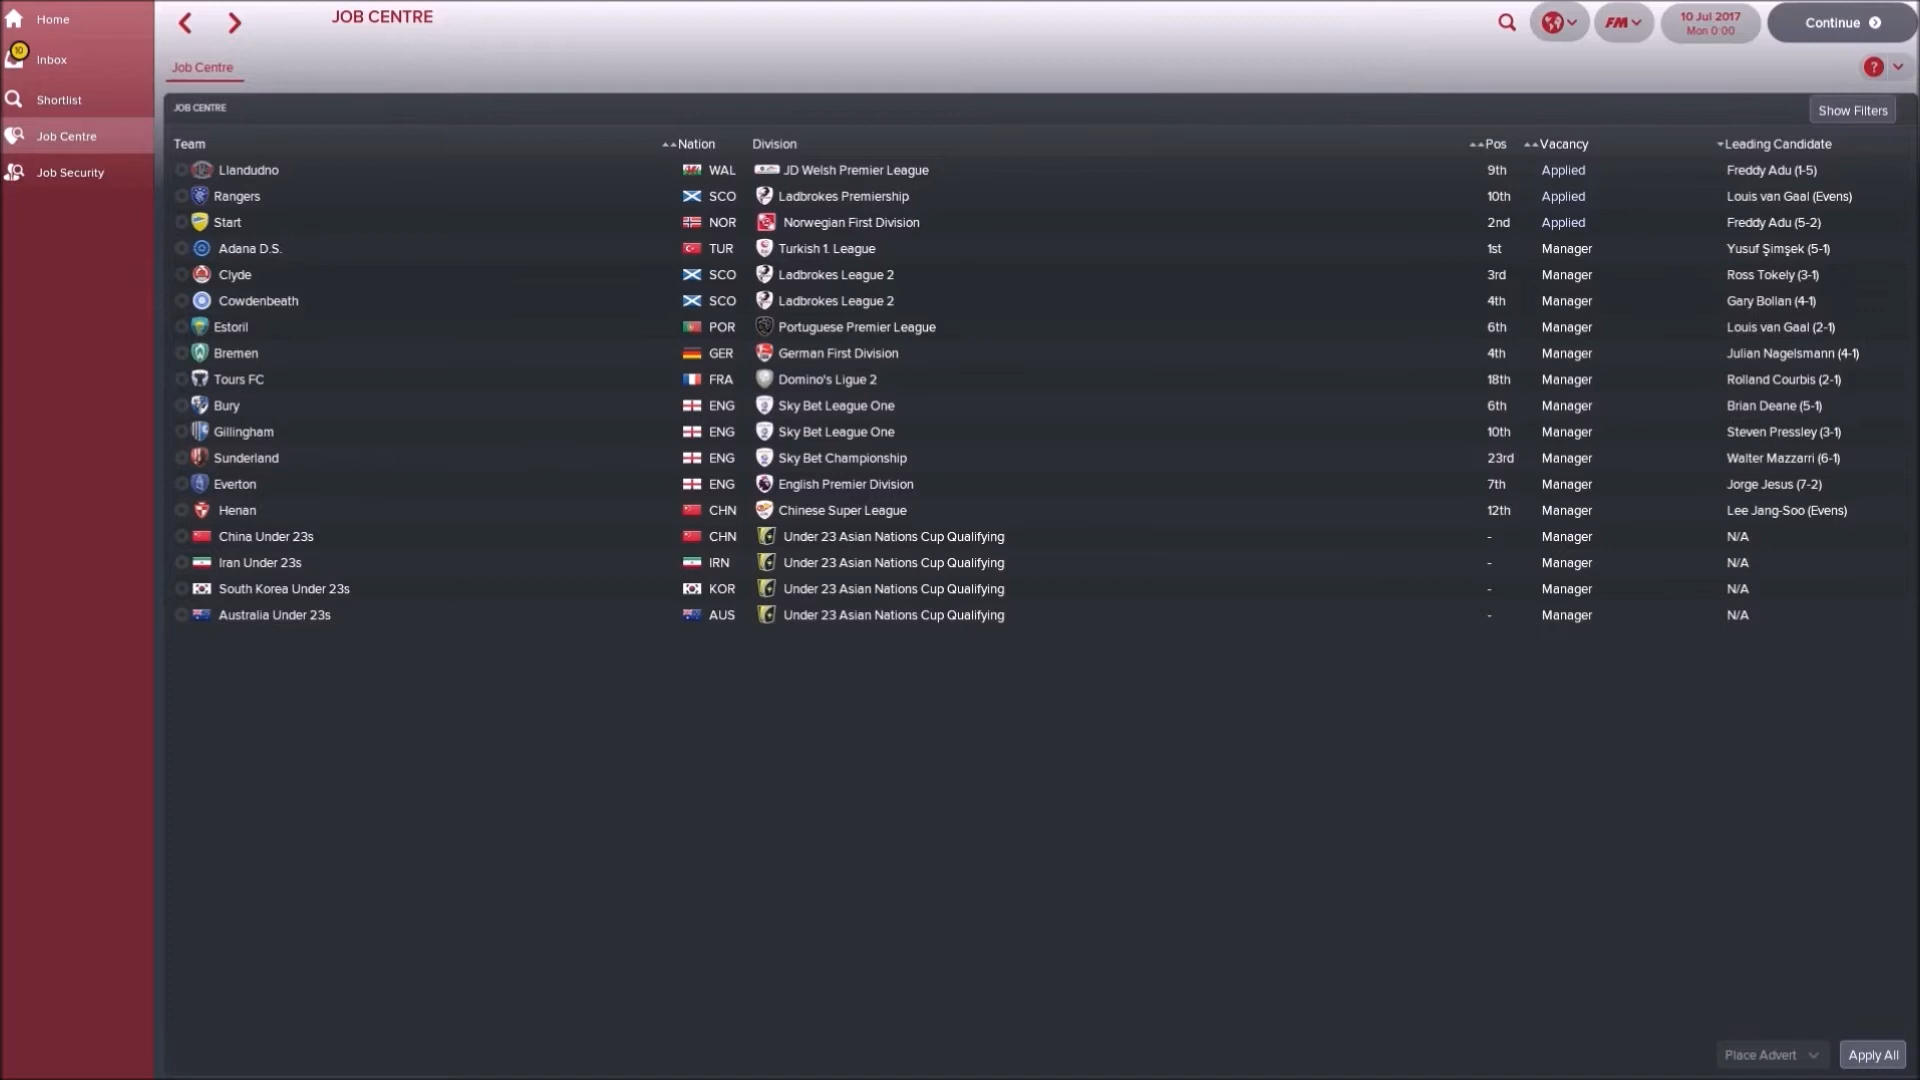 Home
10
Inbox
Shortlist
Job Centre
Job Security
JOB CENTRE
FM
10 Jul 2017
Mon 0:00
Continue
Job Centre
?
JOB CENTRE
Show Filters
Team Nation Division Pos Vacancy Leading Candidate
Llandudno WAL JD Welsh Premier League 9th Applied Freddy Adu (1-5)
Rangers SCO Ladbrokes Premiership 10th Applied Louis van Gaal (Evens)
Start NOR Norwegian First Division 2nd Applied Freddy Adu (5-2)
Adana D.S. TUR Turkish 1. League 1st Manager Yusuf Şimşek (5-1)
Clyde SCO Ladbrokes League 2 3rd Manager Ross Tokely (3-1)
Cowdenbeath SCO Ladbrokes League 2 4th Manager Gary Bollan (4-1)
Estoril POR Portuguese Premier League 6th Manager Louis van Gaal (2-1)
Bremen GER German First Division 4th Manager Julian Nagelsmann (4-1)
Tours FC FRA Domino's Ligue 2 18th Manager Rolland Courbis (2-1)
Bury ENG Sky Bet League One 6th Manager Brian Deane (5-1)
Gillingham ENG Sky Bet League One 10th Manager Steven Pressley (3-1)
Sunderland ENG Sky Bet Championship 23rd Manager Walter Mazzarri (6-1)
Everton ENG English Premier Division 7th Manager Jorge Jesus (7-2)
Henan CHN Chinese Super League 12th Manager Lee Jang-Soo (Evens)
China Under 23s CHN Under 23 Asian Nations Cup Qualifying - Manager N/A
Iran Under 23s IRN Under 23 Asian Nations Cup Qualifying - Manager N/A
South Korea Under 23s KOR Under 23 Asian Nations Cup Qualifying - Manager N/A
Australia Under 23s AUS Under 23 Asian Nations Cup Qualifying - Manager N/A
Place Advert
Apply All